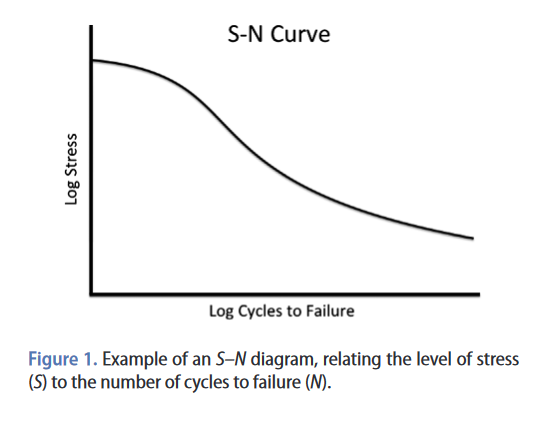 S-N Curve
Log Stress
Log Cycles to Failure
Figure 1. Example of an S–N diagram, relating the level of stress
(S) to the number of cycles to failure (N).